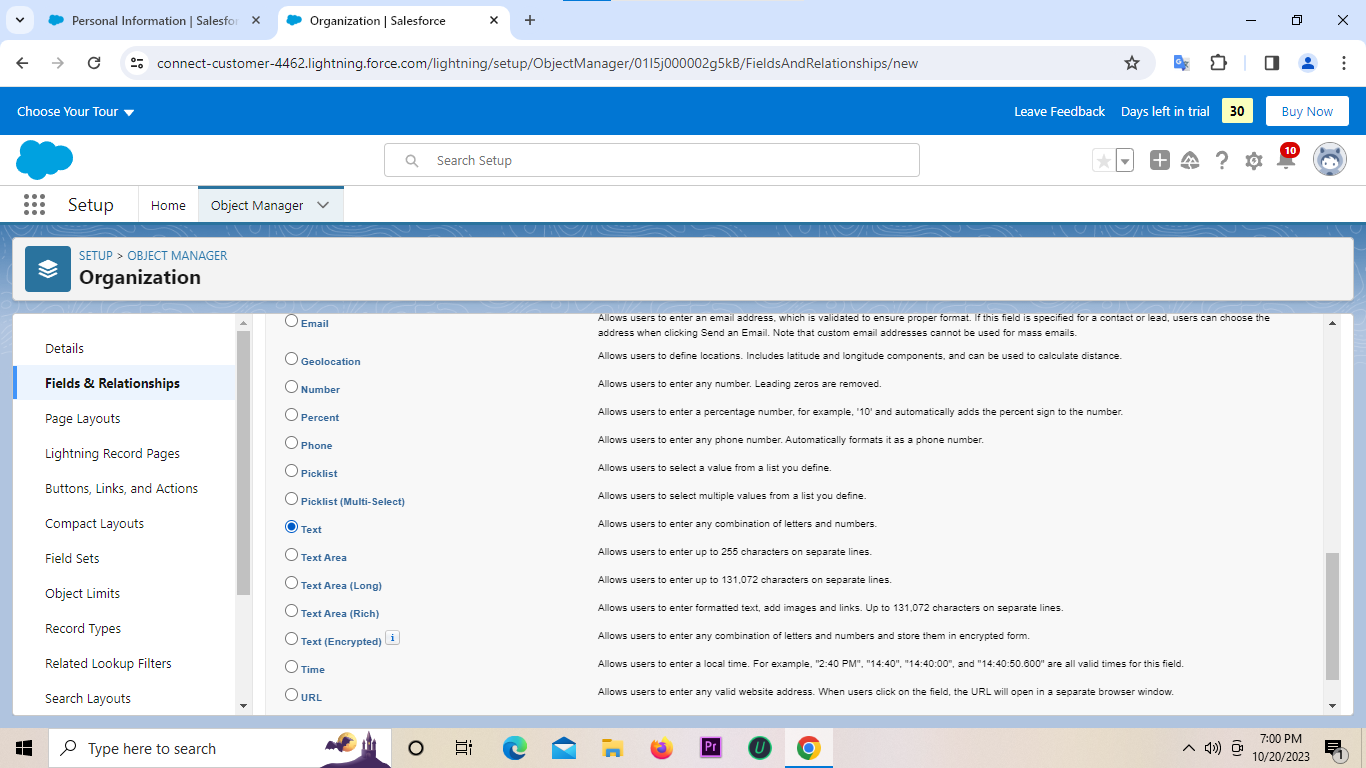 Personal Information | Salesfor
Organization | Salesforce
connect-customer-4462.lightning.force.com/lightning/setup/ObjectManager/01I5j000002g5kB/FieldsAndRelationships/new
Choose Your Tour
Leave Feedback
Days left in trial
30
Buy Now
Search Setup
10
Setup
Home
Object Manager
SETUP > OBJECT MANAGER
Organization
Details
Fields & Relationships
Page Layouts
Lightning Record Pages
Buttons, Links, and Actions
Compact Layouts
Field Sets
Object Limits
Record Types
Related Lookup Filters
Search Layouts
Email
Allows users to enter an email address, which is validated to ensure proper format. If this field is specified for a contact or lead, users can choose the
address when clicking Send an Email. Note that custom email addresses cannot be used for mass emails.
Geolocation
Allows users to define locations. Includes latitude and longitude components, and can be used to calculate distance.
Number
Allows users to enter any number. Leading zeros are removed.
Percent
Allows users to enter a percentage number, for example, '10' and automatically adds the percent sign to the number.
Phone
Allows users to enter any phone number. Automatically formats it as a phone number.
Picklist
Allows users to select a value from a list you define.
Picklist (Multi-Select)
Allows users to select multiple values from a list you define.
Text
Allows users to enter any combination of letters and numbers.
Text Area
Allows users to enter up to 255 characters on separate lines.
Text Area (Long)
Allows users to enter up to 131,072 characters on separate lines.
Text Area (Rich)
Allows users to enter formatted text, add images and links. Up to 131,072 characters on separate lines.
Text (Encrypted)
i
Allows users to enter any combination of letters and numbers and store them in encrypted form.
Time
Allows users to enter a local time. For example, "2:40 PM", "14:40", "14:40:00", and "14:40:50.600" are all valid times for this field.
URL
Allows users to enter any valid website address. When users click on the field, the URL will open in a separate browser window.
Type here to search
Pr
U
7:00 PM
10/20/2023
1